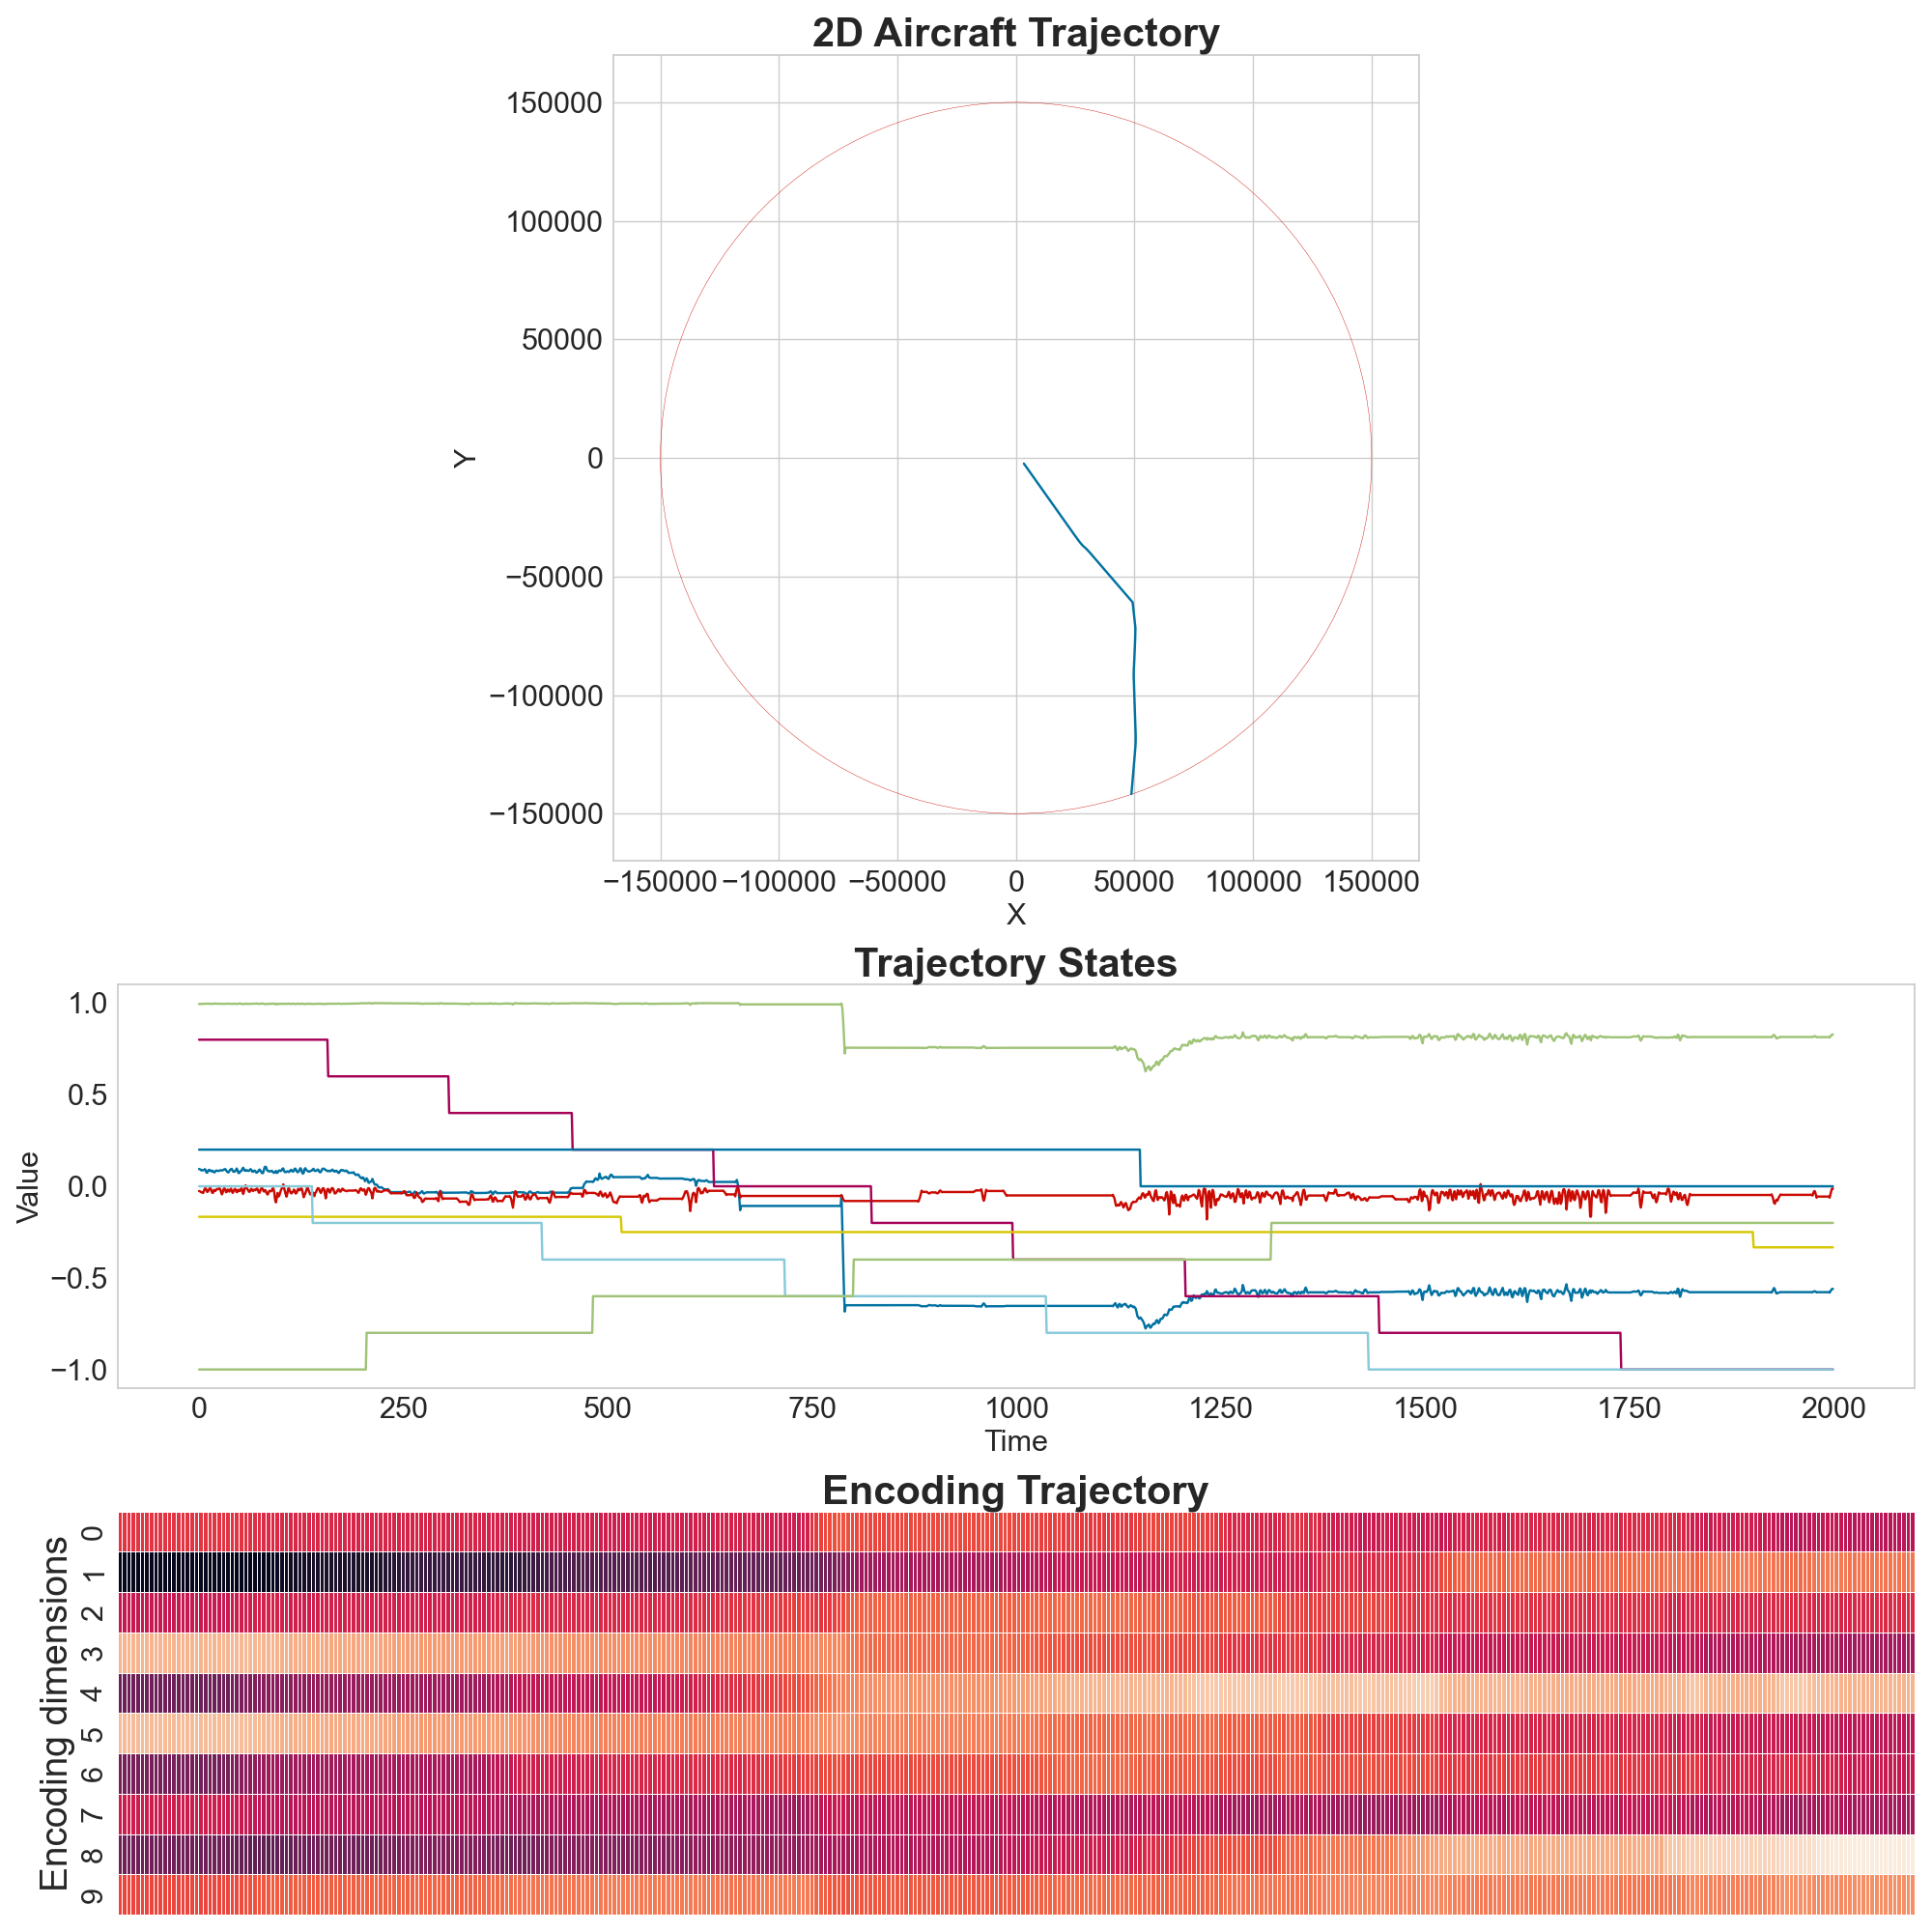 2D Aircraft Trajectory
150000
100000
50000
0
−50000
−100000
−150000
Y
−150000 −100000 −50000 0 50000 100000 150000
X
Trajectory States
1.0
0.5
0.0
−0.5
−1.0
Value
0 250 500 750 1000 1250 1500 1750 2000
Time
Encoding Trajectory
Encoding dimensions
0
1
2
3
4
5
6
7
8
9